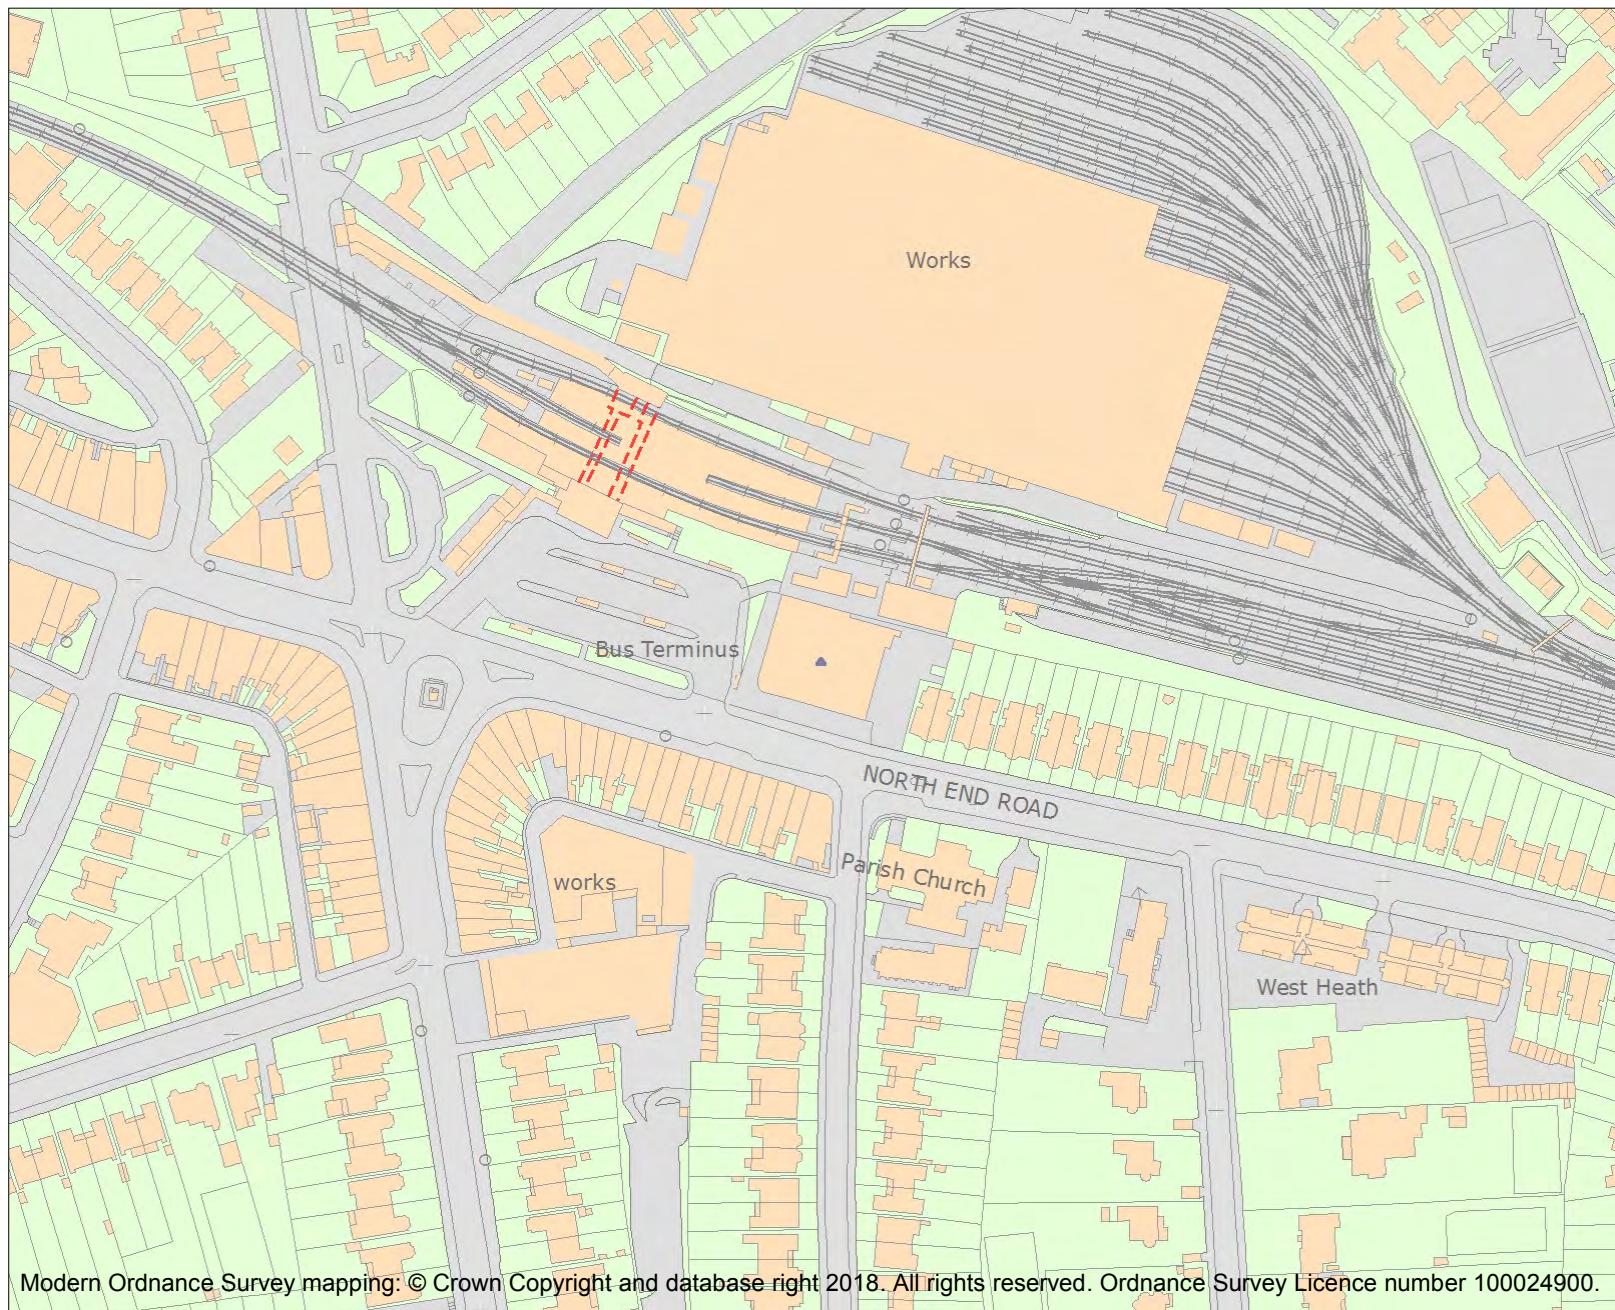 Works
Bus Terminus
NORTH END ROAD
Parish Church
works
West Heath
Modern Ordnance Survey mapping: © Crown Copyright and database right 2018. All rights reserved. Ordnance Survey Licence number 100024900.